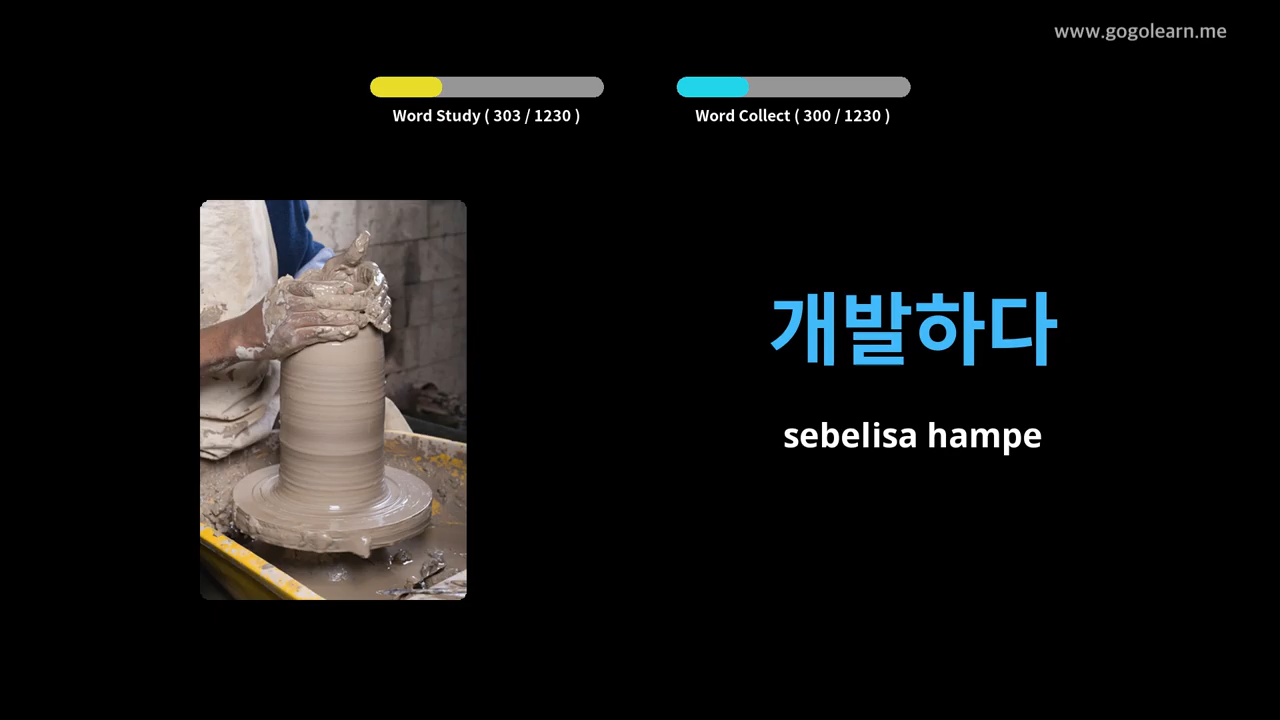 www.gogolearn.me
Word Study ( 303 / 1230 )
Word Collect ( 300 / 1230 )
개발하다
sebelisa hampe